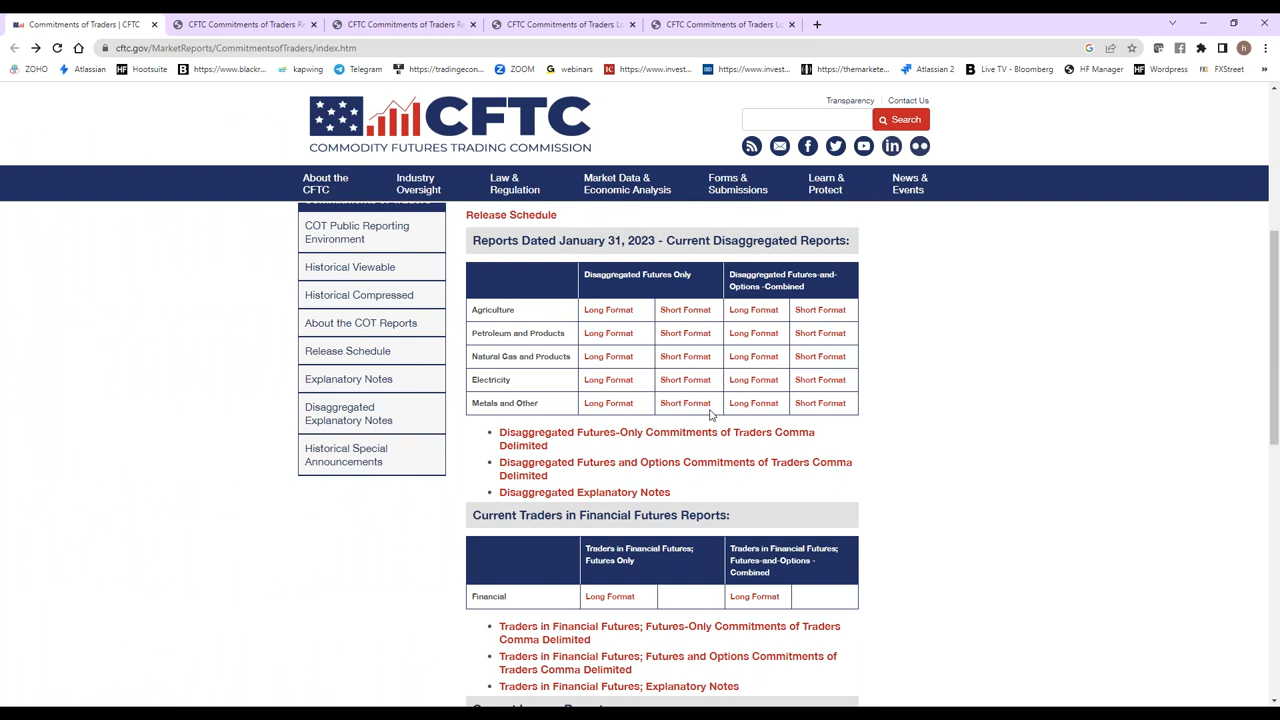 Commitments of Traders | CFTC
CFTC Commitments of Traders Re
CFTC Commitments of Traders Re
CFTC Commitments of Traders Lo
CFTC Commitments of Traders Lo
cftc.gov/MarketReports/CommitmentsofTraders/index.htm
h
ZOHO
Atlassian
Hootsuite
https://www.blackr...
kapwing
Telegram
https://tradingecon...
ZOOM
webinars
https://www.invest...
https://www.invest...
https://themarkete...
Atlassian 2
Live TV - Bloomberg
HF Manager
Wordpress
FXStreet
»
CFTC
COMMODITY FUTURES TRADING COMMISSION
Transparency
Contact Us
Search
About the
CFTC
Industry
Oversight
Law &
Regulation
Market Data &
Economic Analysis
Forms &
Submissions
Learn &
Protect
News &
Events
COT Public Reporting
Environment
Historical Viewable
Historical Compressed
About the COT Reports
Release Schedule
Explanatory Notes
Disaggregated
Explanatory Notes
Historical Special
Announcements
Release Schedule
Reports Dated January 31, 2023 - Current Disaggregated Reports:
Disaggregated Futures Only
Disaggregated Futures-and-
Options -Combined
Agriculture Long Format Short Format Long Format Short Format
Petroleum and Products Long Format Short Format Long Format Short Format
Natural Gas and Products Long Format Short Format Long Format Short Format
Electricity Long Format Short Format Long Format Short Format
Metals and Other Long Format Short Format Long Format Short Format
• Disaggregated Futures-Only Commitments of Traders Comma
Delimited
• Disaggregated Futures and Options Commitments of Traders Comma
Delimited
• Disaggregated Explanatory Notes
Current Traders in Financial Futures Reports:
Traders in Financial Futures;
Futures Only
Traders in Financial Futures;
Futures-and-Options -
Combined
Financial Long Format Long Format
• Traders in Financial Futures; Futures-Only Commitments of Traders
Comma Delimited
• Traders in Financial Futures; Futures and Options Commitments of
Traders Comma Delimited
• Traders in Financial Futures; Explanatory Notes